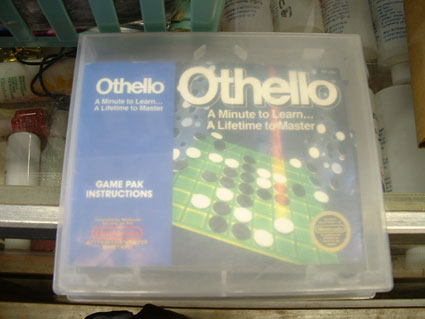 Othello
A Minute to Learn...
A Lifetime to Master
GAME PAK
INSTRUCTIONS
Othello
A Minute to Learn...
A Lifetime to Master